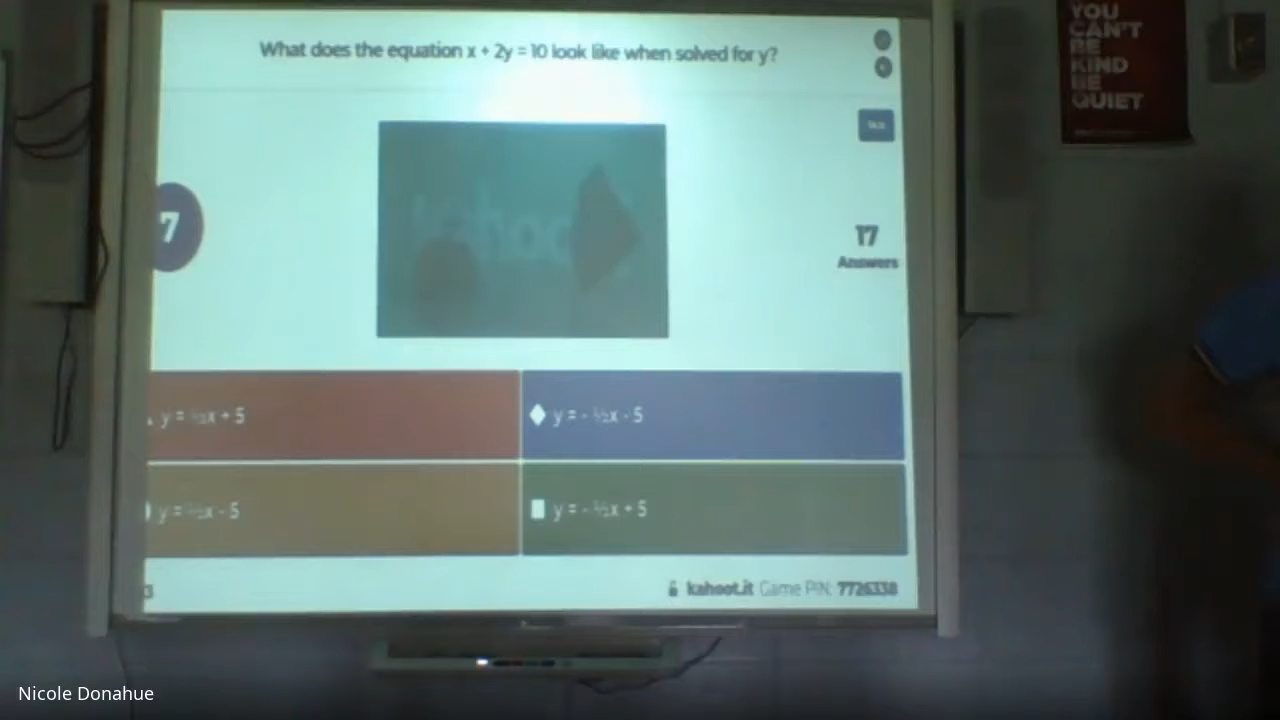 What does the equation x + 2y = 10 look like when solved for y?
YOU
CAN'T
BE
KIND
BE
QUIET
7
Kahoo
17
Answers
y = ½x + 5
y = - ½x - 5
y = ½x - 5
y = - ½x + 5
kahoot.it Game PIN: 7726338
Nicole Donahue